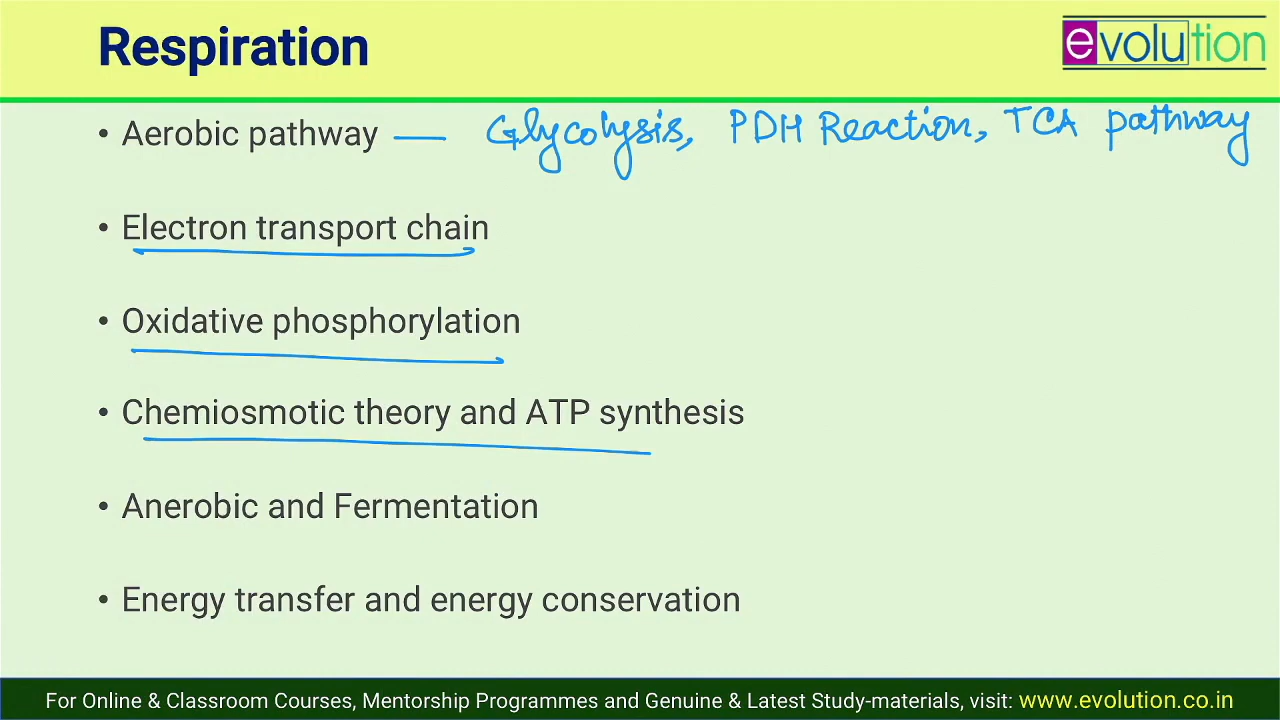 Respiration
evolution
• Aerobic pathway — Glycolysis, PDH Reaction, TCA pathway
• Electron transport chain
• Oxidative phosphorylation
• Chemiosmotic theory and ATP synthesis
• Anerobic and Fermentation
• Energy transfer and energy conservation
For Online & Classroom Courses, Mentorship Programmes and Genuine & Latest Study-materials, visit: www.evolution.co.in